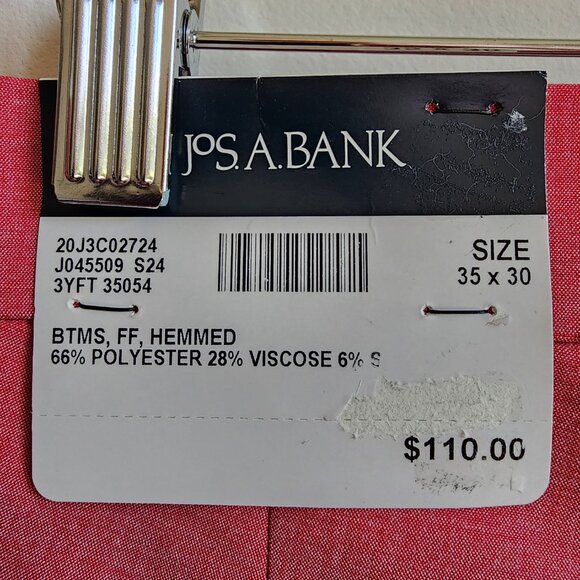 JOS. A. BANK
20J3C02724
J045509 S24
3YFT 35054
SIZE
35 x 30
BTMS, FF, HEMMED
66% POLYESTER 28% VISCOSE 6% S
$110.00